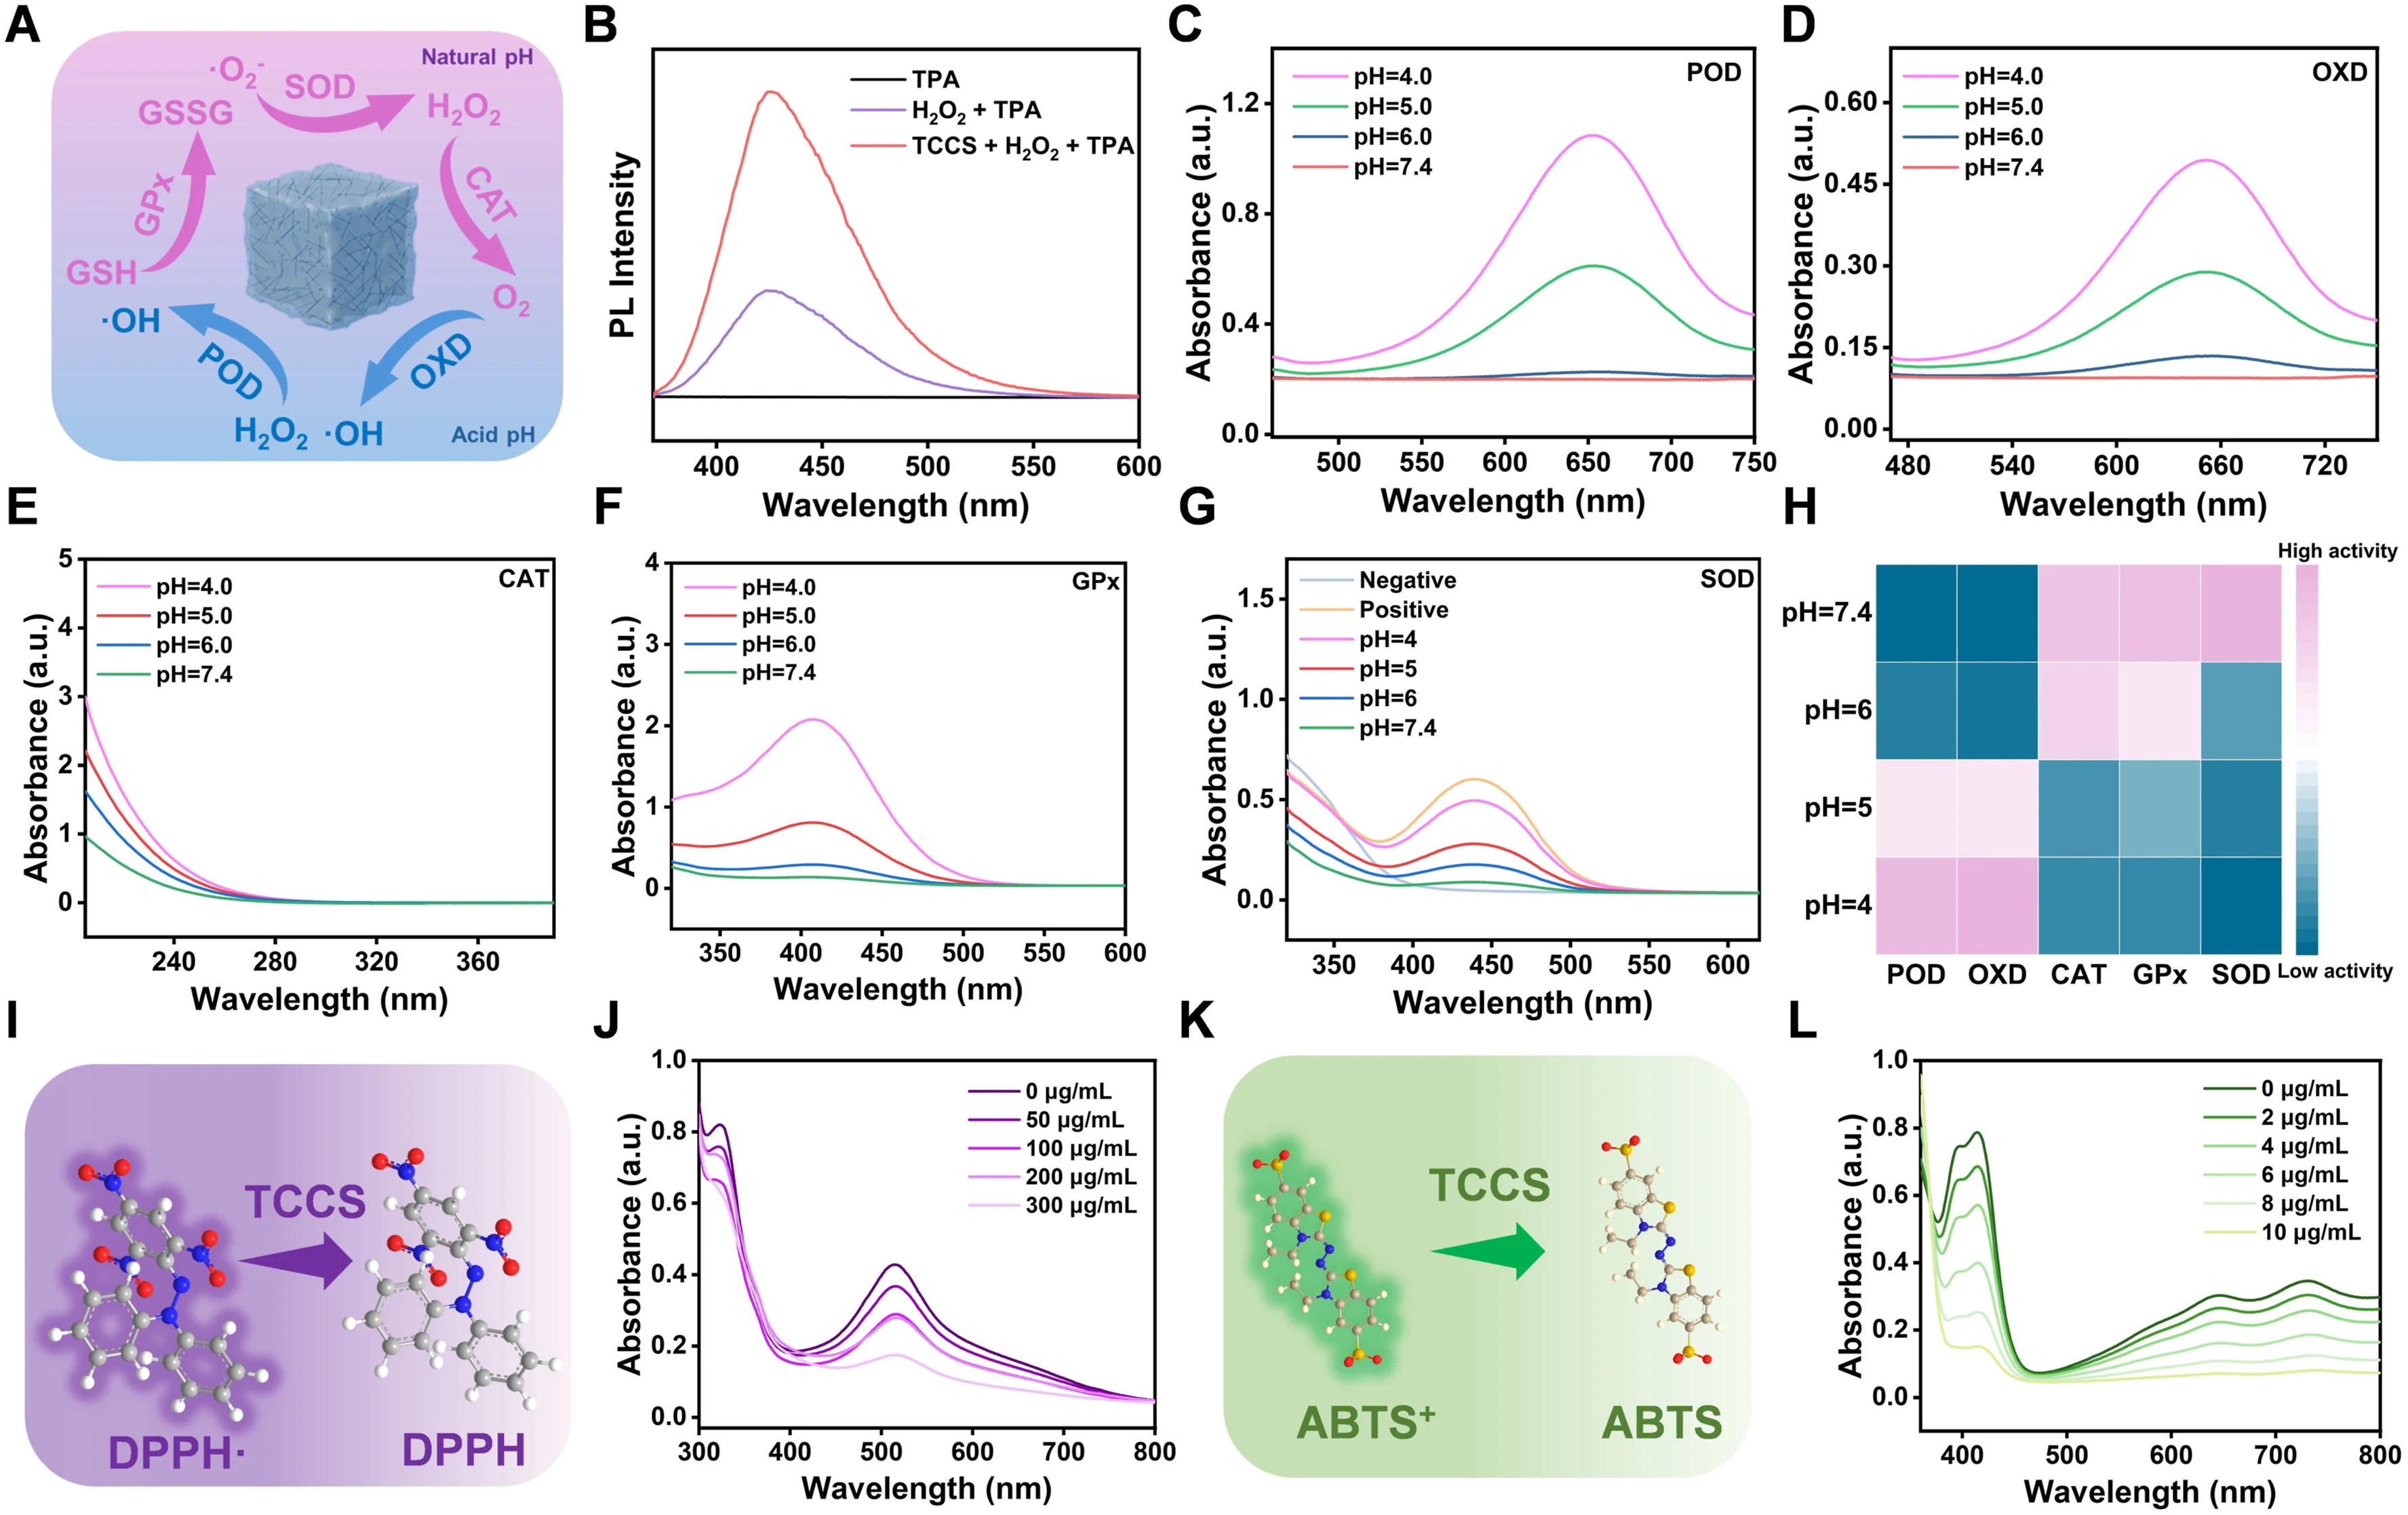 A
Natural pH
·O2-
SOD
GSSG
H2O2
GPx
CAT
GSH
O2
·OH
POD
OXD
H2O2
·OH
Acid pH
B
TPA
H2O2 + TPA
TCCS + H2O2 + TPA
PL Intensity
400 450 500 550 600
Wavelength (nm)
C
POD
pH=4.0
pH=5.0
pH=6.0
pH=7.4
Absorbance (a.u.)
1.2
0.8
0.4
0.0
500 550 600 650 700 750
Wavelength (nm)
D
OXD
pH=4.0
pH=5.0
pH=6.0
pH=7.4
Absorbance (a.u.)
0.60
0.45
0.30
0.15
0.00
480 540 600 660 720
Wavelength (nm)
E
CAT
pH=4.0
pH=5.0
pH=6.0
pH=7.4
Absorbance (a.u.)
5
4
3
2
1
0
240 280 320 360
Wavelength (nm)
F
GPx
pH=4.0
pH=5.0
pH=6.0
pH=7.4
Absorbance (a.u.)
4
3
2
1
0
350 400 450 500 550 600
Wavelength (nm)
G
SOD
Negative
Positive
pH=4
pH=5
pH=6
pH=7.4
Absorbance (a.u.)
1.5
1.0
0.5
0.0
350 400 450 500 550 600
Wavelength (nm)
H
High activity
pH=7.4
pH=6
pH=5
pH=4
POD OXD CAT GPx SOD
Low activity
I
TCCS
DPPH·
DPPH
J
0 µg/mL
50 µg/mL
100 µg/mL
200 µg/mL
300 µg/mL
Absorbance (a.u.)
1.0
0.8
0.6
0.4
0.2
0.0
300 400 500 600 700 800
Wavelength (nm)
K
TCCS
ABTS+
ABTS
L
0 µg/mL
2 µg/mL
4 µg/mL
6 µg/mL
8 µg/mL
10 µg/mL
Absorbance (a.u.)
1.0
0.8
0.6
0.4
0.2
0.0
400 500 600 700 800
Wavelength (nm)